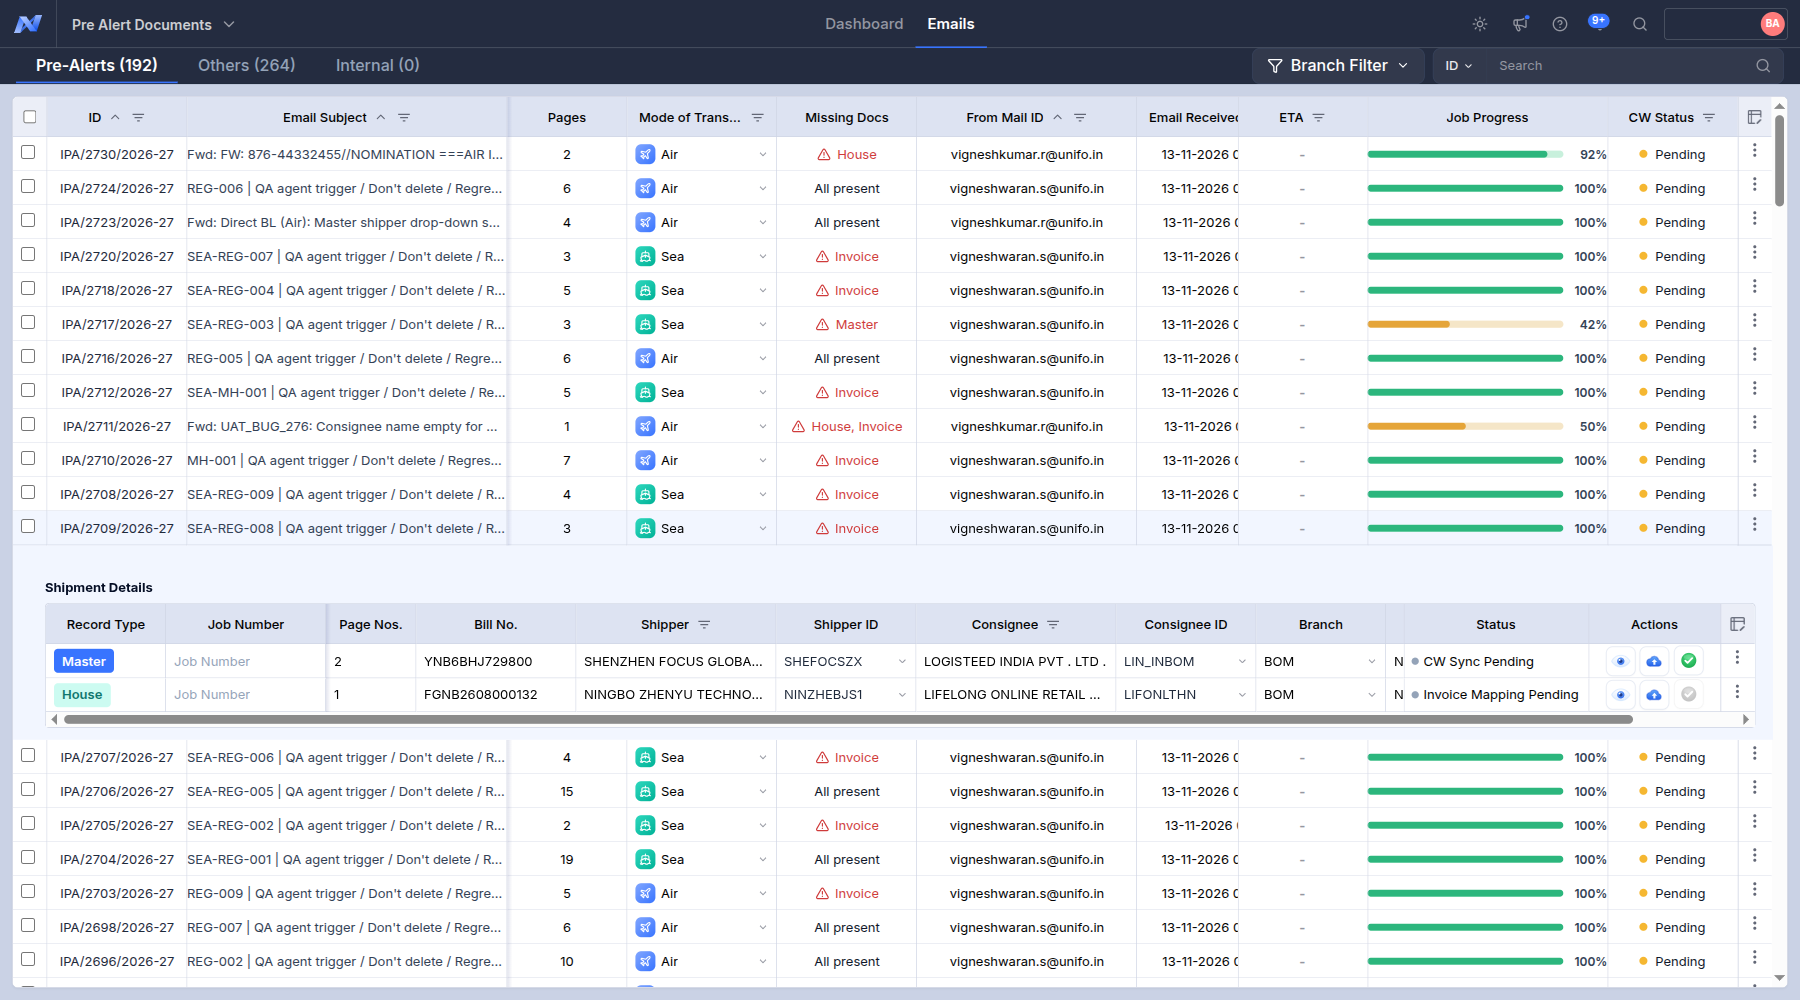 Pre Alert Documents Dashboard Emails 9+ BA
Pre-Alerts (192) Others (264) Internal (0) Branch Filter ID Search
ID Email Subject Pages Mode of Trans... Missing Docs From Mail ID Email Received ETA Job Progress CW Status
IPA/2730/2026-27 Fwd: FW: 876-44332455//NOMINATION ===AIR I... 2 Air House vigneshkumar.r@unifo.in 13-11-2026 - 92% Pending
IPA/2724/2026-27 REG-006 | QA agent trigger / Don't delete / Regre... 6 Air All present vigneshwaran.s@unifo.in 13-11-2026 - 100% Pending
IPA/2723/2026-27 Fwd: Direct BL (Air): Master shipper drop-down s... 4 Air All present vigneshkumar.r@unifo.in 13-11-2026 - 100% Pending
IPA/2720/2026-27 SEA-REG-007 | QA agent trigger / Don't delete / R... 3 Sea Invoice vigneshwaran.s@unifo.in 13-11-2026 - 100% Pending
IPA/2718/2026-27 SEA-REG-004 | QA agent trigger / Don't delete / R... 5 Sea Invoice vigneshwaran.s@unifo.in 13-11-2026 - 100% Pending
IPA/2717/2026-27 SEA-REG-003 | QA agent trigger / Don't delete / R... 3 Sea Master vigneshwaran.s@unifo.in 13-11-2026 - 42% Pending
IPA/2716/2026-27 REG-005 | QA agent trigger / Don't delete / Regre... 6 Air All present vigneshwaran.s@unifo.in 13-11-2026 - 100% Pending
IPA/2712/2026-27 SEA-MH-001 | QA agent trigger / Don't delete / Re... 5 Sea Invoice vigneshwaran.s@unifo.in 13-11-2026 - 100% Pending
IPA/2711/2026-27 Fwd: UAT_BUG_276: Consignee name empty for ... 1 Air House, Invoice vigneshkumar.r@unifo.in 13-11-2026 - 50% Pending
IPA/2710/2026-27 MH-001 | QA agent trigger / Don't delete / Regres... 7 Air Invoice vigneshwaran.s@unifo.in 13-11-2026 - 100% Pending
IPA/2708/2026-27 SEA-REG-009 | QA agent trigger / Don't delete / R... 4 Sea Invoice vigneshwaran.s@unifo.in 13-11-2026 - 100% Pending
IPA/2709/2026-27 SEA-REG-008 | QA agent trigger / Don't delete / R... 3 Sea Invoice vigneshwaran.s@unifo.in 13-11-2026 - 100% Pending
Shipment Details
Record Type Job Number Page Nos. Bill No. Shipper Shipper ID Consignee Consignee ID Branch Status Actions
Master Job Number 2 YNB6BHJ729800 SHENZHEN FOCUS GLOBA... SHEFOCSZX LOGISTEED INDIA PVT . LTD . LIN_INBOM BOM N CW Sync Pending
House Job Number 1 FGNB2608000132 NINGBO ZHENYU TECHNO... NINZHEBJS1 LIFELONG ONLINE RETAIL ... LIFONLTHN BOM N Invoice Mapping Pending
IPA/2707/2026-27 SEA-REG-006 | QA agent trigger / Don't delete / R... 4 Sea Invoice vigneshwaran.s@unifo.in 13-11-2026 - 100% Pending
IPA/2706/2026-27 SEA-REG-005 | QA agent trigger / Don't delete / R... 15 Sea All present vigneshwaran.s@unifo.in 13-11-2026 - 100% Pending
IPA/2705/2026-27 SEA-REG-002 | QA agent trigger / Don't delete / R... 2 Sea Invoice vigneshwaran.s@unifo.in 13-11-2026 - 100% Pending
IPA/2704/2026-27 SEA-REG-001 | QA agent trigger / Don't delete / R... 19 Sea All present vigneshwaran.s@unifo.in 13-11-2026 - 100% Pending
IPA/2703/2026-27 REG-009 | QA agent trigger / Don't delete / Regre... 5 Air Invoice vigneshwaran.s@unifo.in 13-11-2026 - 100% Pending
IPA/2698/2026-27 REG-007 | QA agent trigger / Don't delete / Regre... 6 Air All present vigneshwaran.s@unifo.in 13-11-2026 - 100% Pending
IPA/2696/2026-27 REG-002 | QA agent trigger / Don't delete / Regre... 10 Air All present vigneshwaran.s@unifo.in 13-11-2026 - 100% Pending